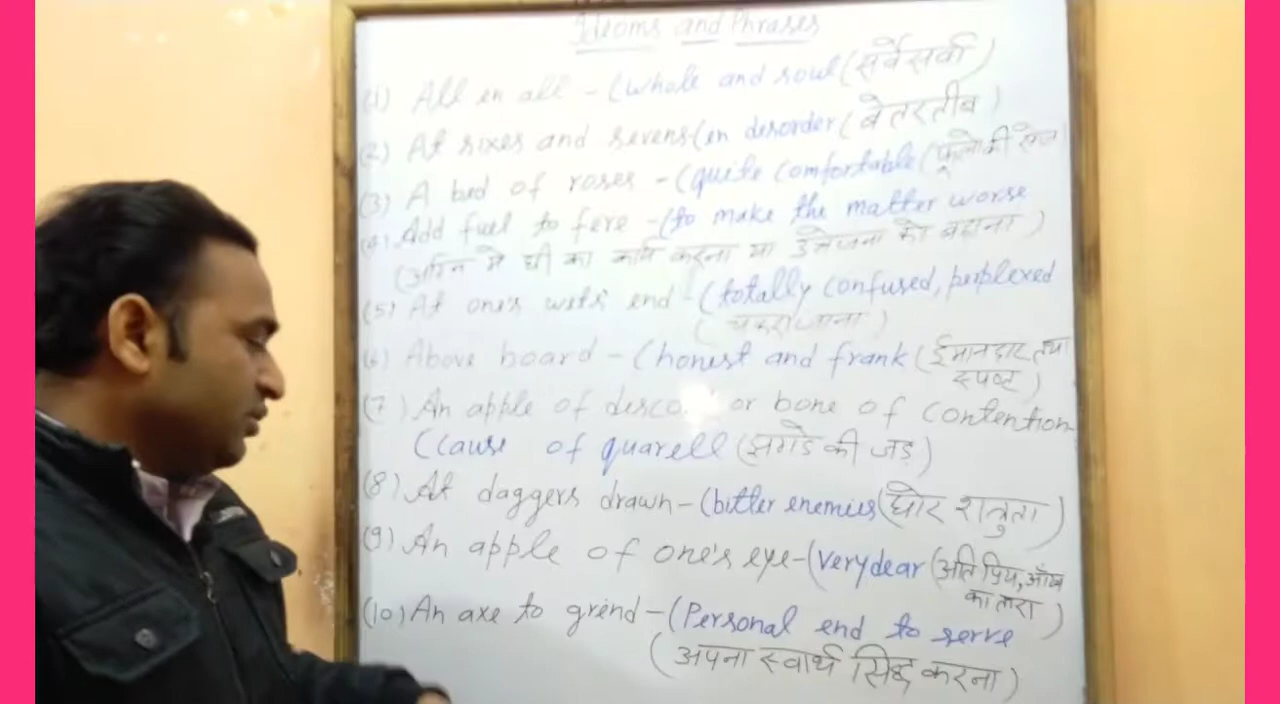 Idioms and Phrases
(1) All in all - (whole and soul (सर्वेसर्वा)
(2) At sixes and sevens (in disorder (बेतरतीब)
(3) A bed of roses - (quite comfortable (फूलों की सेज
(4) Add fuel to fire - (to make the matter worse
(अग्नि मे घी का कार्य करना या उत्तेजना को बढाना)
(5) At one's wits' end - (totally confused, perplexed
(चकरा जाना)
(6) Above board - (honest and frank (ईमानदार तथा
स्पष्ट)
(7) An apple of disco or bone of contention
(cause of quarell (झगडे की जड़)
(8) At daggers drawn - (bitter enemies (घोर शत्रुता)
(9) An apple of one's eye - (very dear (अति प्रिय, आँख
का तारा)
(10) An axe to grind - (Personal end to serve
(अपना स्वार्थ सिद्ध करना)